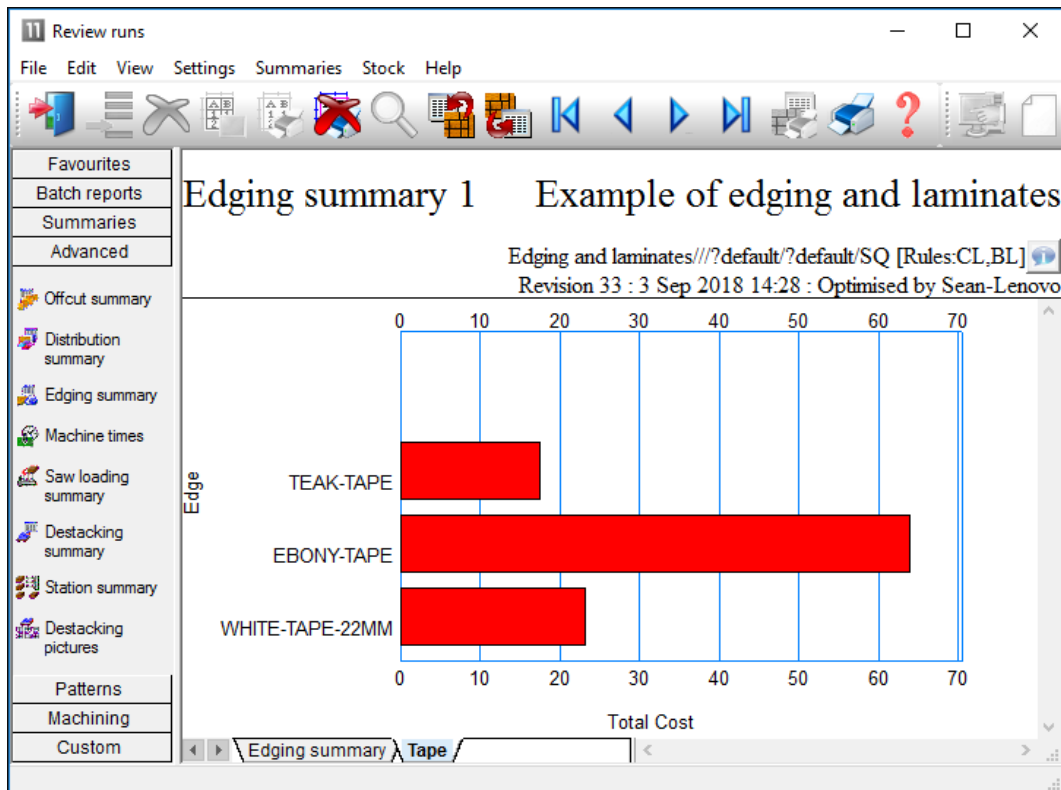 11 Review runs
File Edit View Settings Summaries Stock Help
Favourites
Batch reports
Summaries
Advanced
Offcut summary
Distribution
summary
Edging summary
Machine times
Saw loading
summary
Destacking
summary
Station summary
Destacking
pictures
Patterns
Machining
Custom
Edging summary 1 Example of edging and laminates
Edging and laminates///?default/?default/SQ [Rules:CL,BL]
Revision 33 : 3 Sep 2018 14:28 : Optimised by Sean-Lenovo
0 10 20 30 40 50 60 70
Edge
TEAK-TAPE
EBONY-TAPE
WHITE-TAPE-22MM
0 10 20 30 40 50 60 70
Total Cost
Edging summary Tape